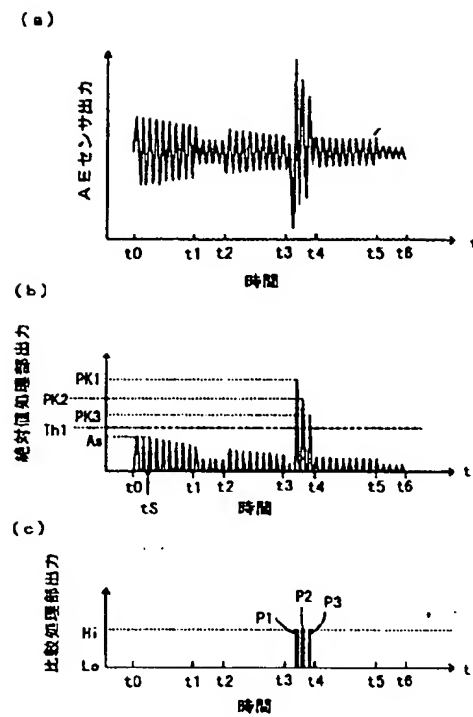 (a)
AEセンサ出力
t0 t1 t2 t3 t4 t5 t6
t
時間
(b)
絶対値処理部出力
PK1
PK2
PK3
Th1
As
t0 t1 t2 t3 t4 t5 t6
t
tS
時間
(c)
比較処理部出力
P1 P2 P3
Hi
Lo
t0 t1 t2 t3 t4 t5 t6
t
時間